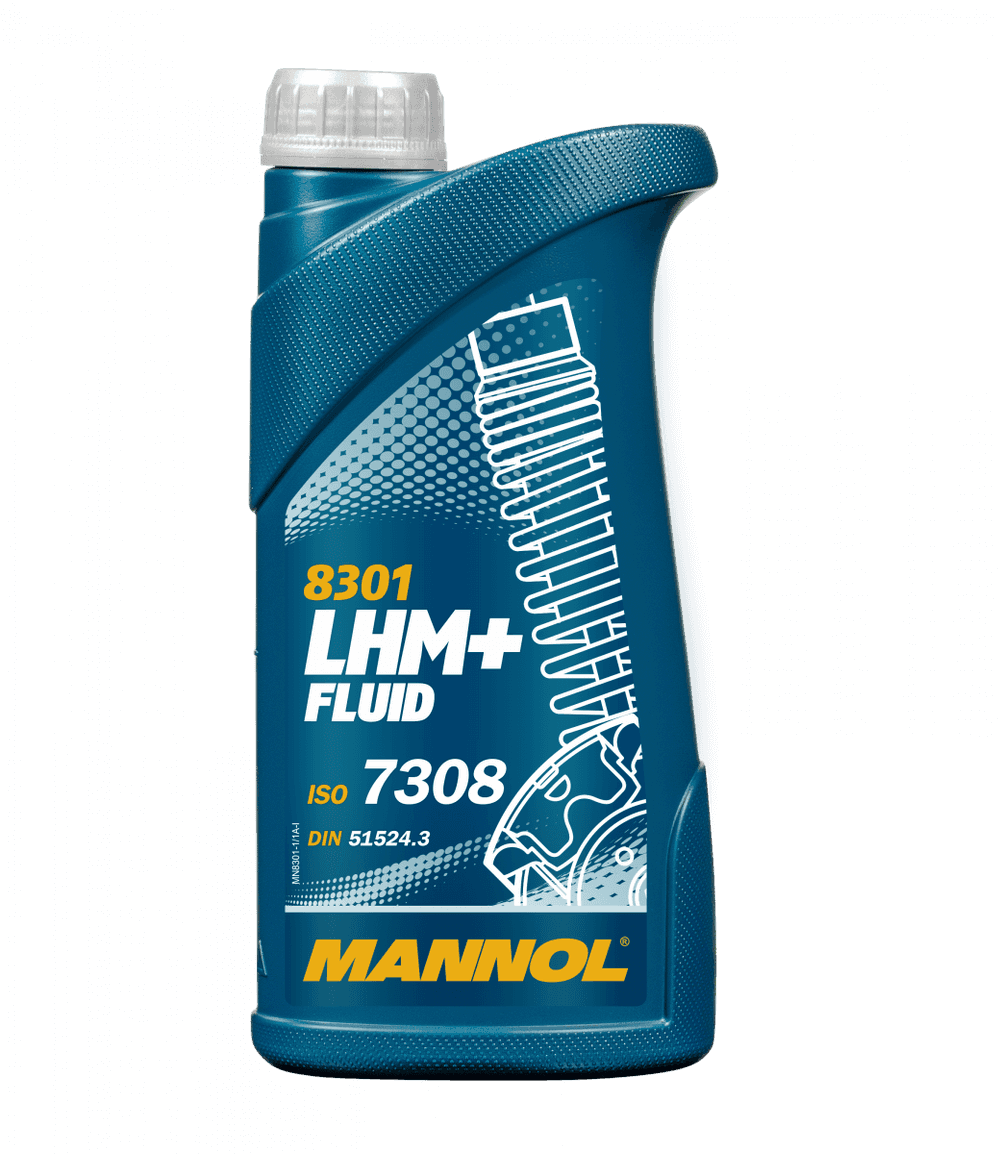 8301
LHM+
FLUID
ISO 7308
DIN 51524.3
MN8301-1/1A-I
MANNOL®